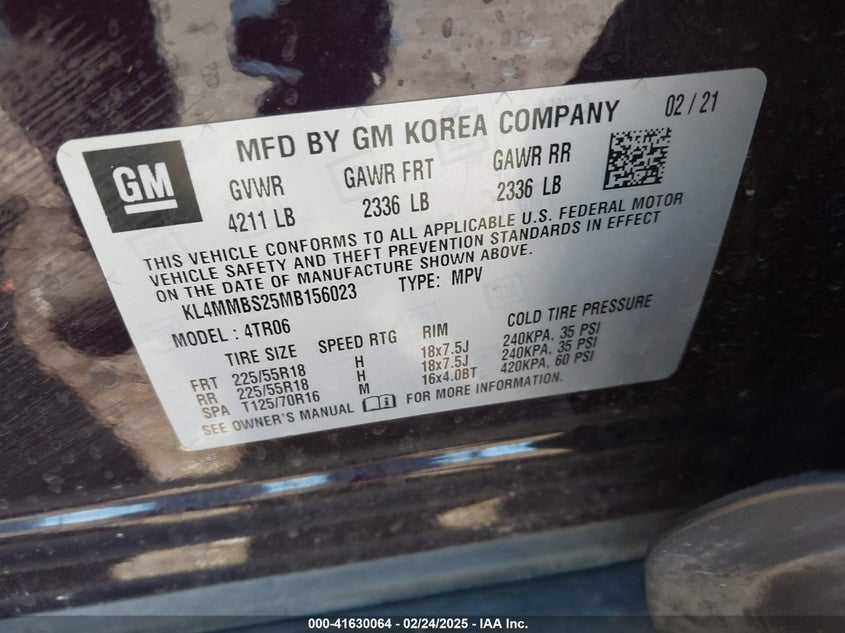 GM
MFD BY GM KOREA COMPANY 02 / 21
GVWR GAWR FRT GAWR RR
4211 LB 2336 LB 2336 LB
THIS VEHICLE CONFORMS TO ALL APPLICABLE U.S. FEDERAL MOTOR
VEHICLE SAFETY AND THEFT PREVENTION STANDARDS IN EFFECT
ON THE DATE OF MANUFACTURE SHOWN ABOVE.
KL4MMBS25MB156023 TYPE: MPV
MODEL : 4TR06
TIRE SIZE SPEED RTG RIM COLD TIRE PRESSURE
FRT 225/55R18 H 18x7.5J 240KPA, 35 PSI
RR 225/55R18 H 18x7.5J 240KPA, 35 PSI
SPA T125/70R16 M 16x4.0BT 420KPA, 60 PSI
SEE OWNER'S MANUAL FOR MORE INFORMATION.
000-41630064 - 02/24/2025 - IAA Inc.